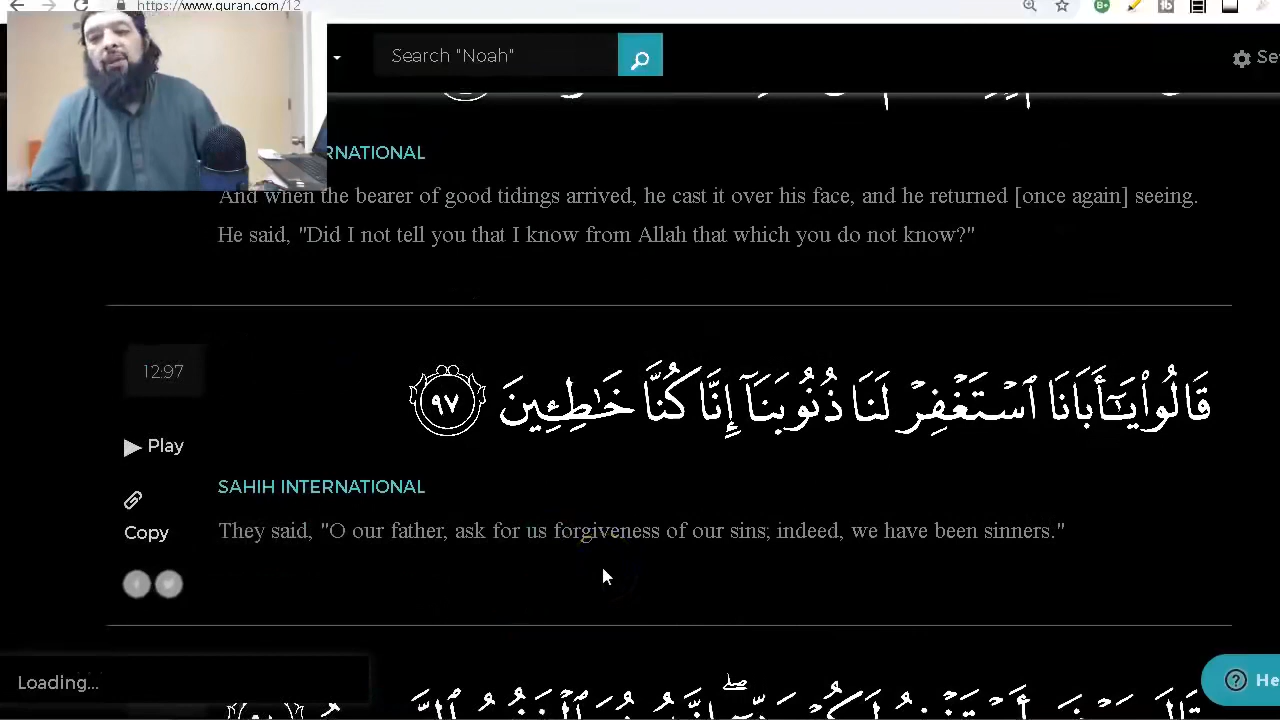 https://www.quran.com/12
Search "Noah"
Se
RNATIONAL
And when the bearer of good tidings arrived, he cast it over his face, and he returned [once again] seeing.
He said, "Did I not tell you that I know from Allah that which you do not know?"
12:97
قَالُوا۟ يَـٰٓأَبَانَا ٱسْتَغْفِرْ لَنَا ذُنُوبَنَآ إِنَّا كُنَّا خَـٰطِـِٔينَ ٩٧
Play
SAHIH INTERNATIONAL
Copy
They said, "O our father, ask for us forgiveness of our sins; indeed, we have been sinners."
Loading...
He